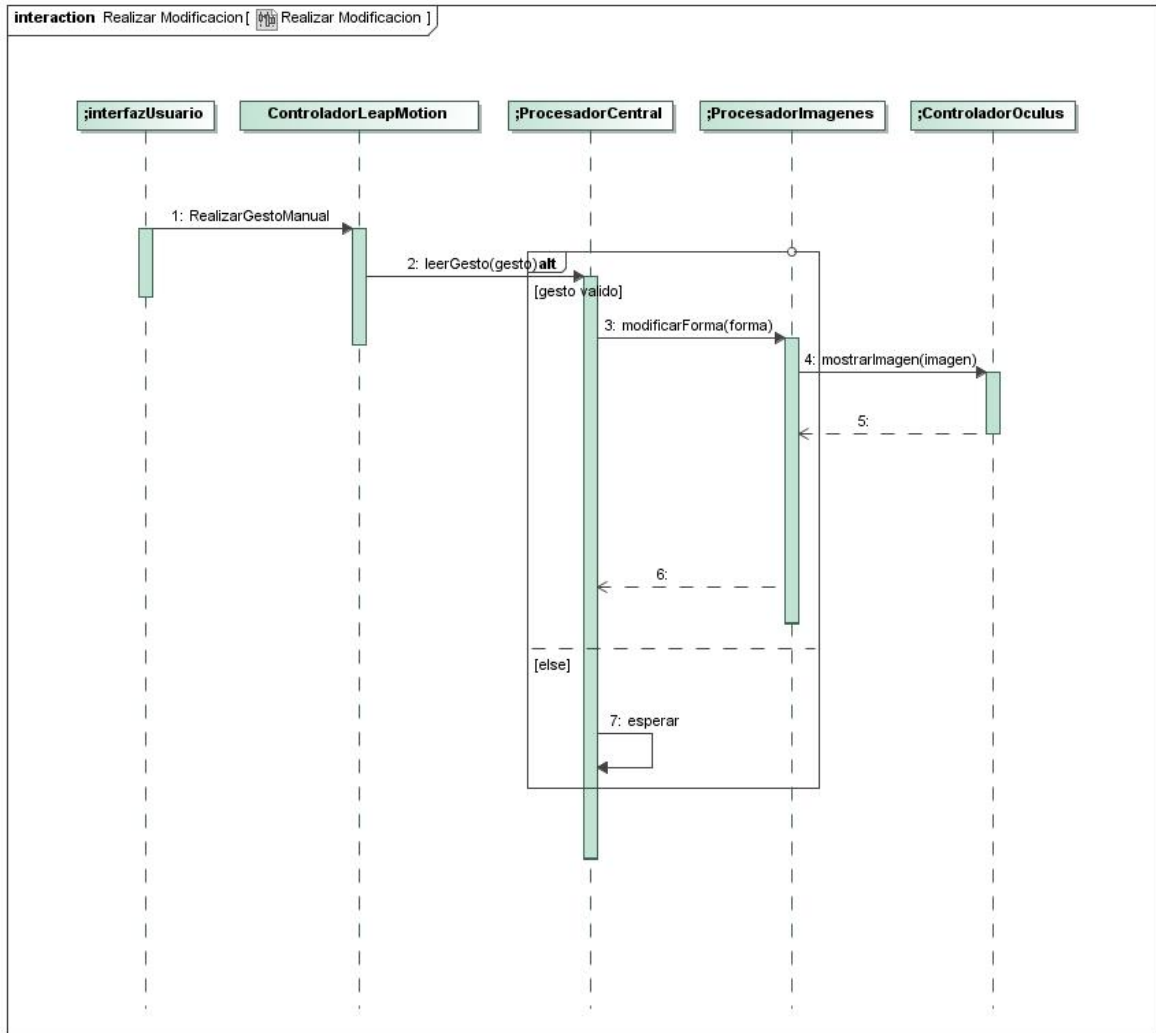 interaction Realizar Modificacion[ Realizar Modificacion ]
;interfazUsuario ControladorLeapMotion ;ProcesadorCentral ;ProcesadorImagenes ;ControladorOculus
1: RealizarGestoManual
2: leerGesto(gesto) alt
[gesto valido]
3: modificarForma(forma)
4: mostrarImagen(imagen)
5:
6:
[else]
7: esperar